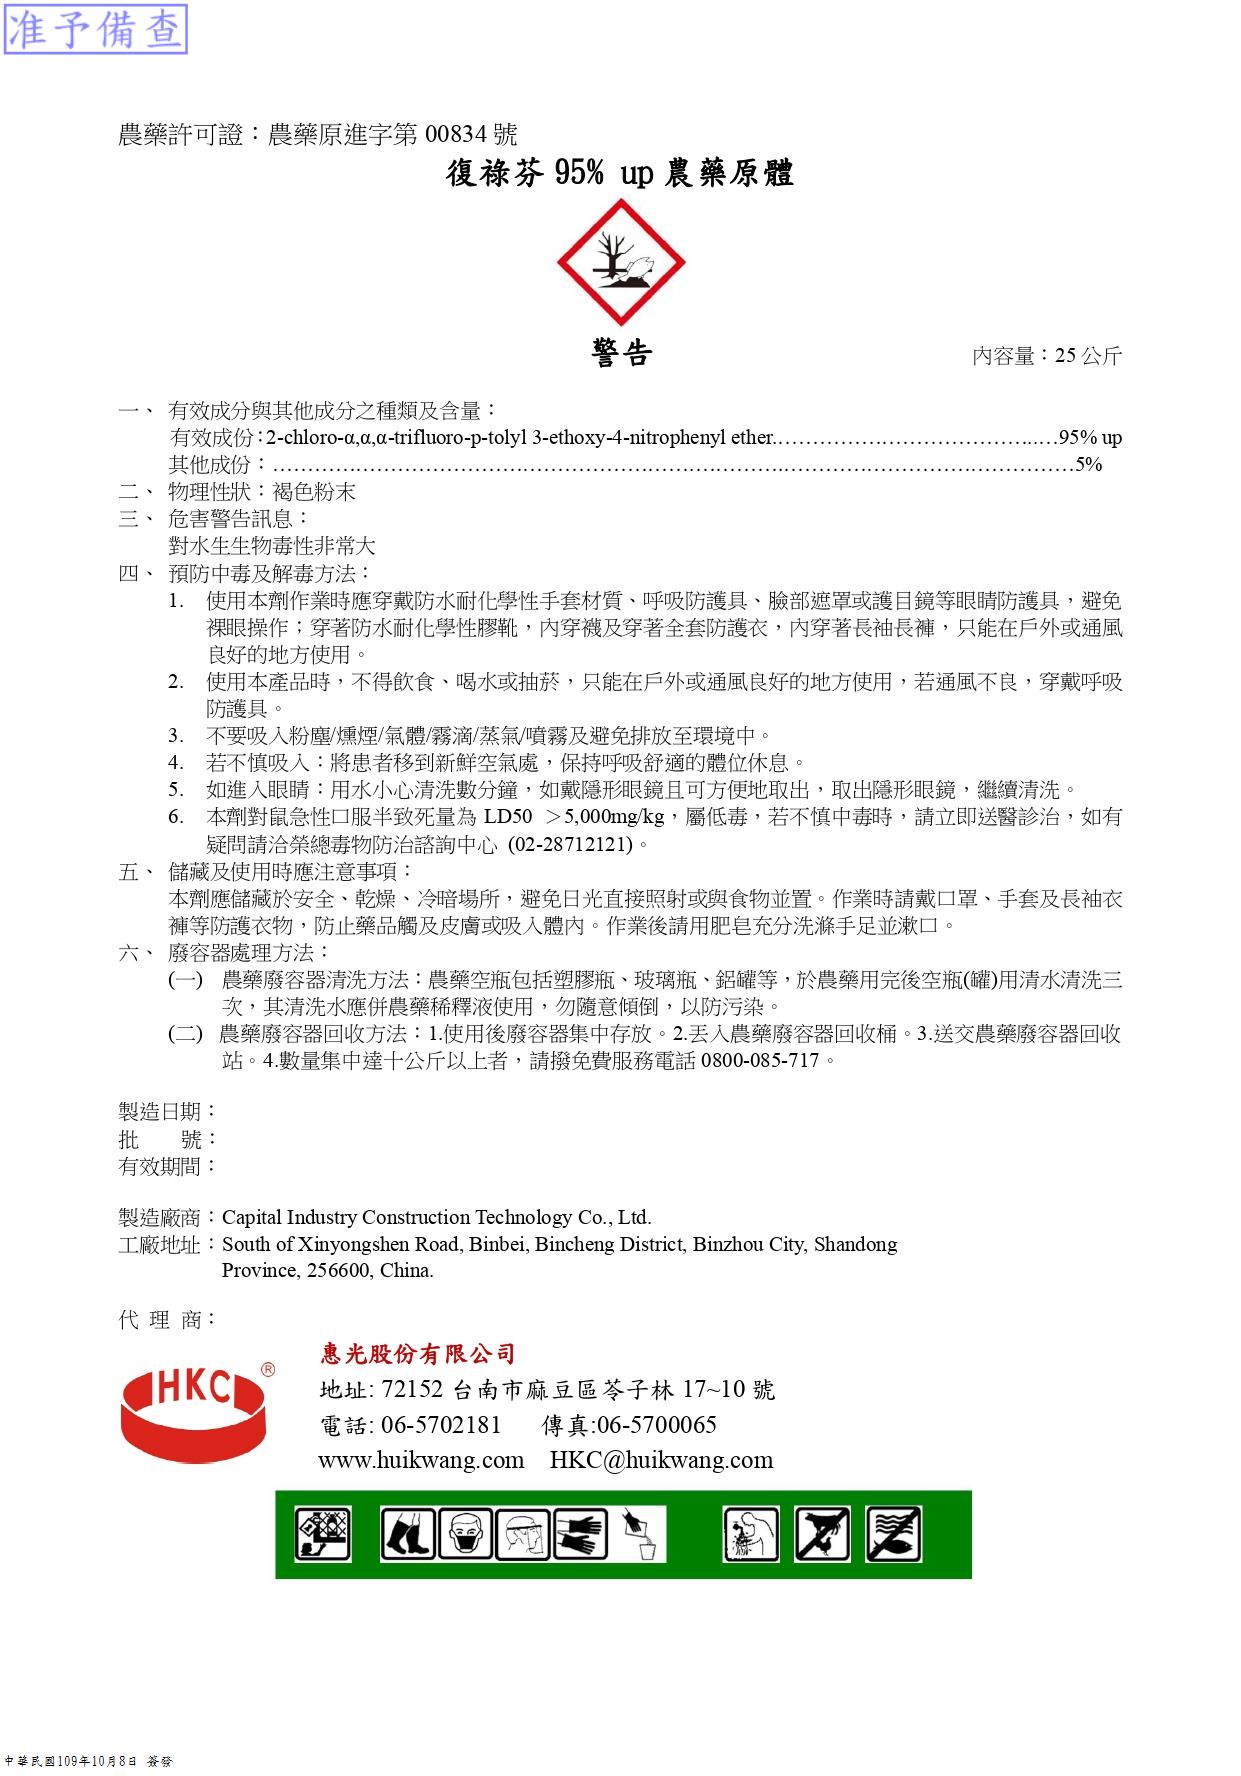 准予備查
農藥許可證：農藥原進字第 00834 號
復祿芬 95% up 農藥原體
警告
內容量：25 公斤
一、 有效成分與其他成分之種類及含量：
有效成份：2-chloro-α,α,α-trifluoro-p-tolyl 3-ethoxy-4-nitrophenyl ether.……………………………………95% up
其他成份：……………………………………………………………………………………………………5%
二、 物理性狀：褐色粉末
三、 危害警告訊息：
對水生生物毒性非常大
四、 預防中毒及解毒方法：
1. 使用本劑作業時應穿戴防水耐化學性手套材質、呼吸防護具、臉部遮罩或護目鏡等眼睛防護具，避免
裸眼操作；穿著防水耐化學性膠靴，內穿襪及穿著全套防護衣，內穿著長袖長褲，只能在戶外或通風
良好的地方使用。
2. 使用本產品時，不得飲食、喝水或抽菸，只能在戶外或通風良好的地方使用，若通風不良，穿戴呼吸
防護具。
3. 不要吸入粉塵/燻煙/氣體/霧滴/蒸氣/噴霧及避免排放至環境中。
4. 若不慎吸入：將患者移到新鮮空氣處，保持呼吸舒適的體位休息。
5. 如進入眼睛：用水小心清洗數分鐘，如戴隱形眼鏡且可方便地取出，取出隱形眼鏡，繼續清洗。
6. 本劑對鼠急性口服半致死量為 LD50 ＞5,000mg/kg，屬低毒，若不慎中毒時，請立即送醫診治，如有
疑問請洽榮總毒物防治諮詢中心 (02-28712121)。
五、 儲藏及使用時應注意事項：
本劑應儲藏於安全、乾燥、冷暗場所，避免日光直接照射或與食物並置。作業時請戴口罩、手套及長袖衣
褲等防護衣物，防止藥品觸及皮膚或吸入體內。作業後請用肥皂充分洗滌手足並漱口。
六、 廢容器處理方法：
(一) 農藥廢容器清洗方法：農藥空瓶包括塑膠瓶、玻璃瓶、鋁罐等，於農藥用完後空瓶(罐)用清水清洗三
次，其清洗水應併農藥稀釋液使用，勿隨意傾倒，以防污染。
(二) 農藥廢容器回收方法：1.使用後廢容器集中存放。2.丟入農藥廢容器回收桶。3.送交農藥廢容器回收
站。4.數量集中達十公斤以上者，請撥免費服務電話 0800-085-717。
製造日期：
批　　號：
有效期間：
製造廠商：Capital Industry Construction Technology Co., Ltd.
工廠地址：South of Xinyongshen Road, Binbei, Bincheng District, Binzhou City, Shandong
Province, 256600, China.
代 理 商：
HKC ®
惠光股份有限公司
地址: 72152 台南市麻豆區苓子林 17~10 號
電話: 06-5702181 傳真:06-5700065
www.huikwang.com HKC@huikwang.com
中華民國109年10月8日 簽發